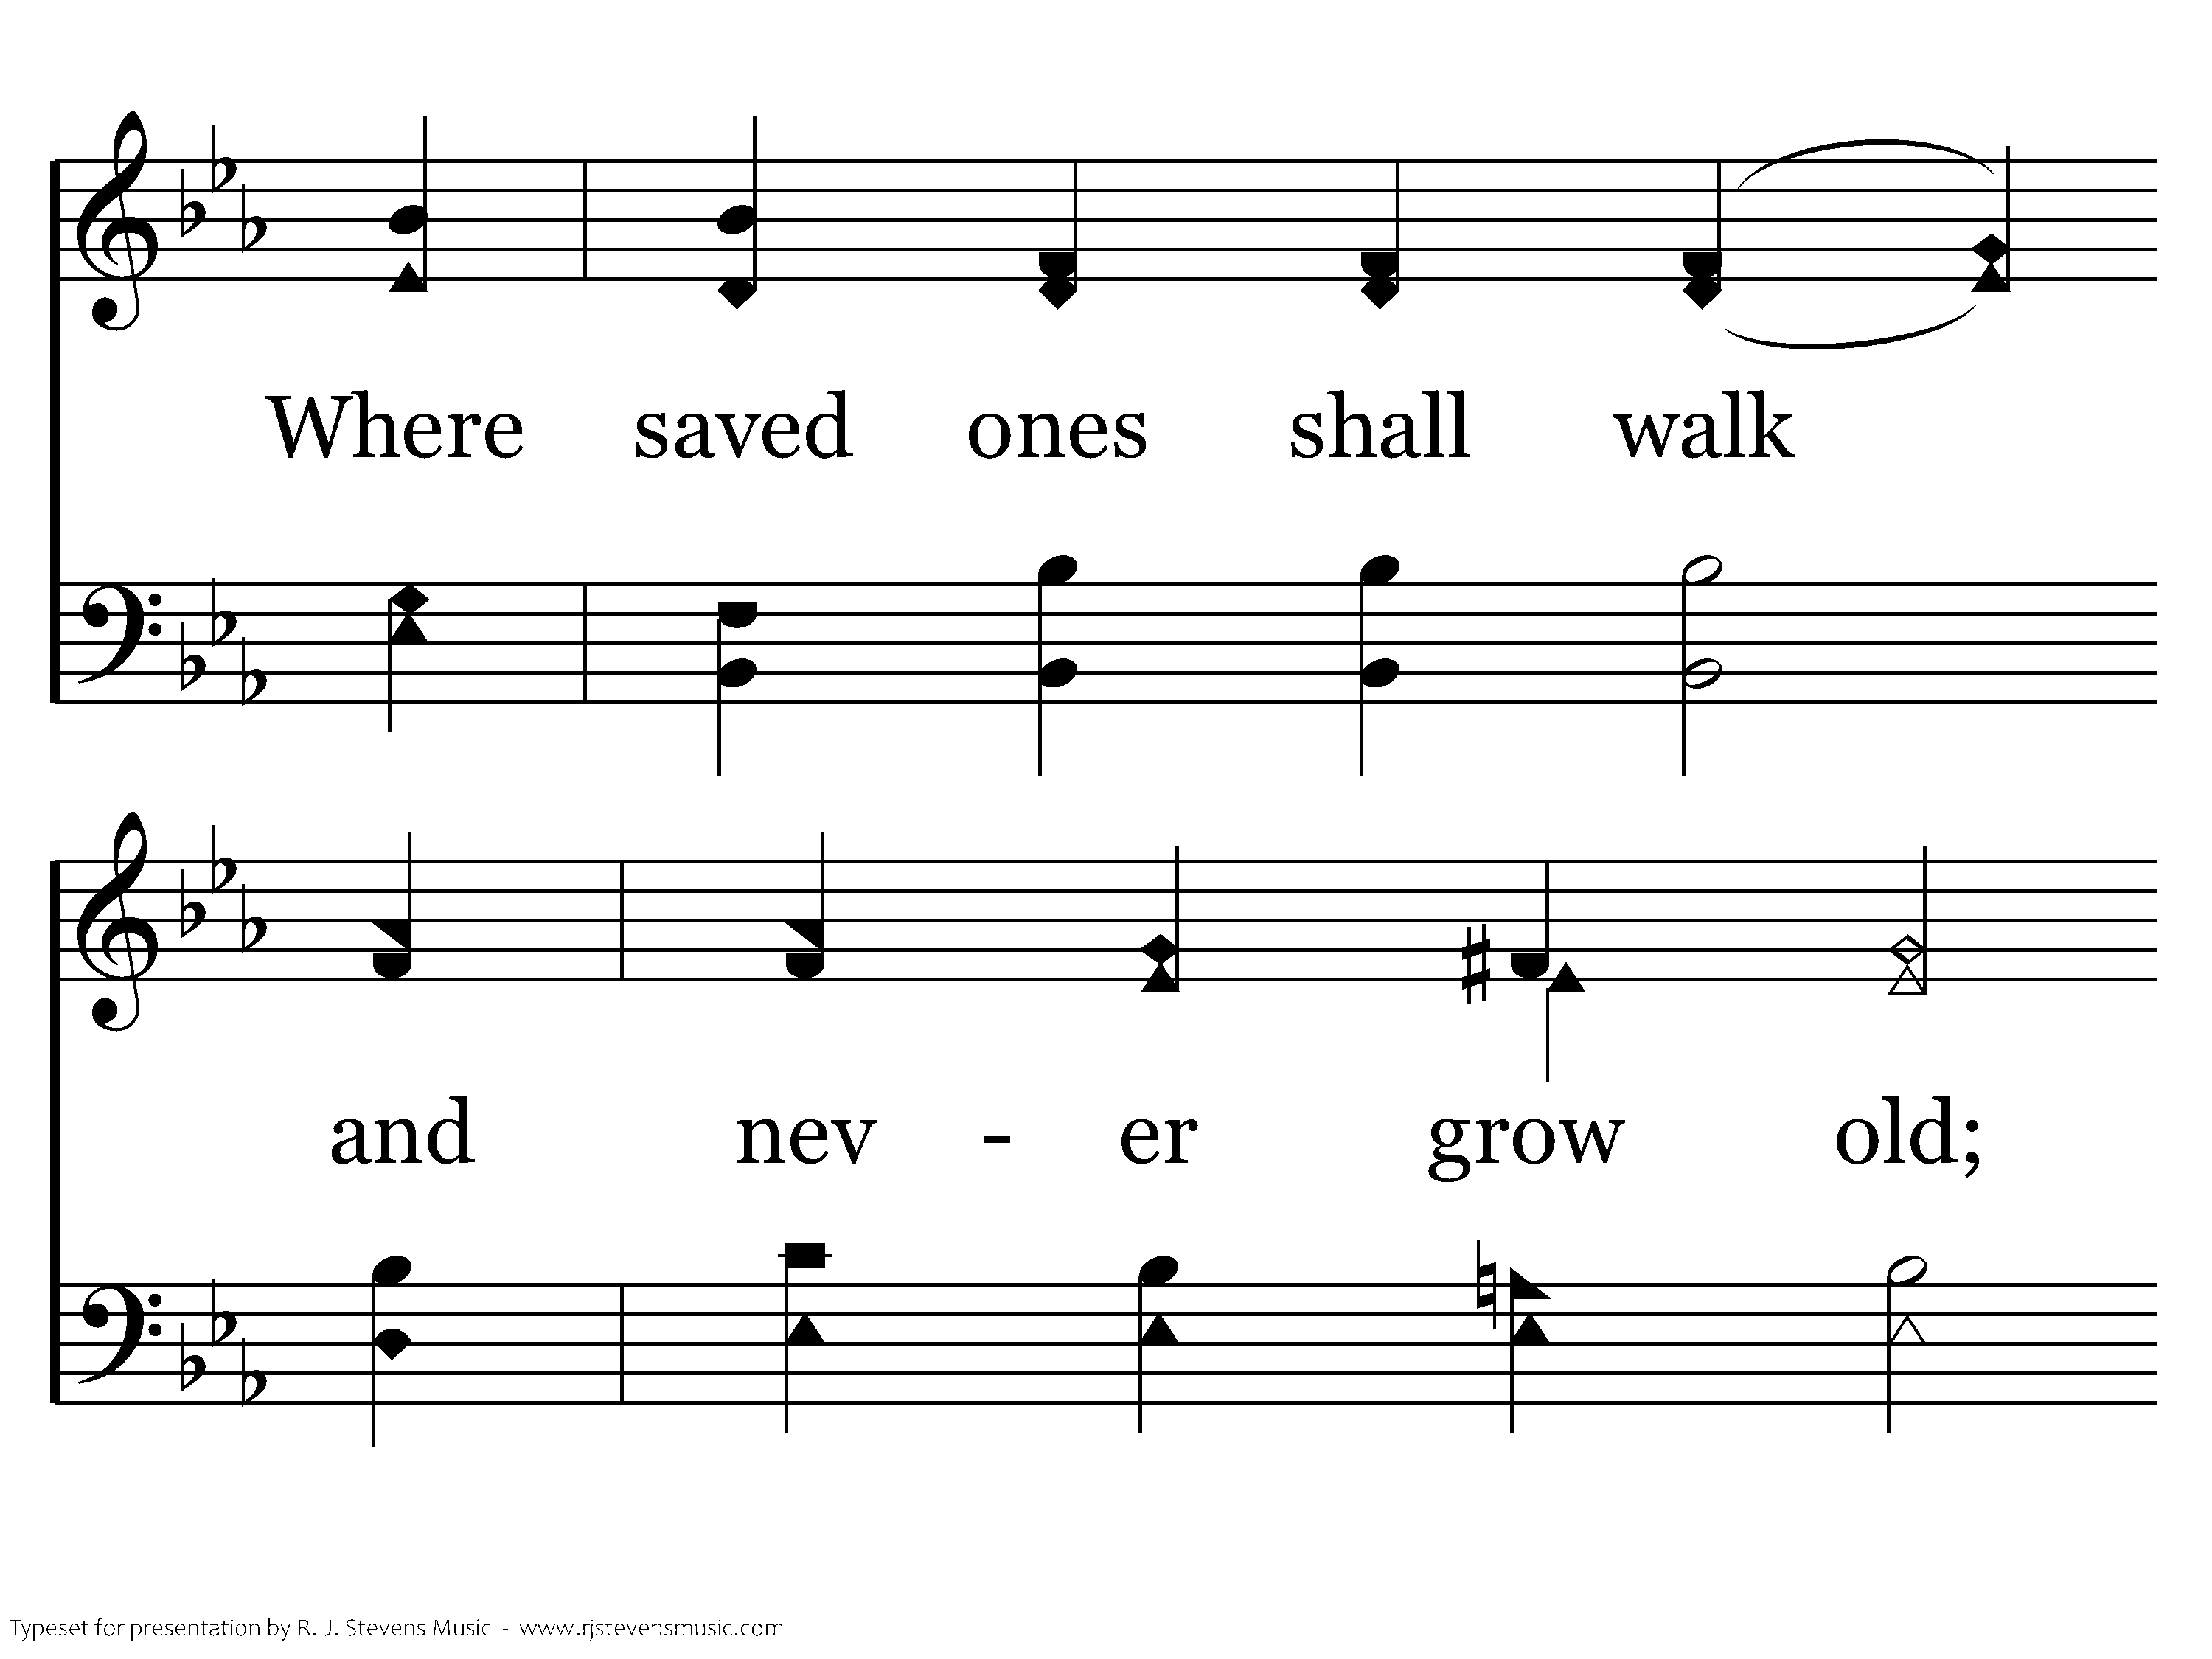 Where saved ones shall walk
and nev - er grow old;
Typeset for presentation by R. J. Stevens Music - www.rjstevensmusic.com